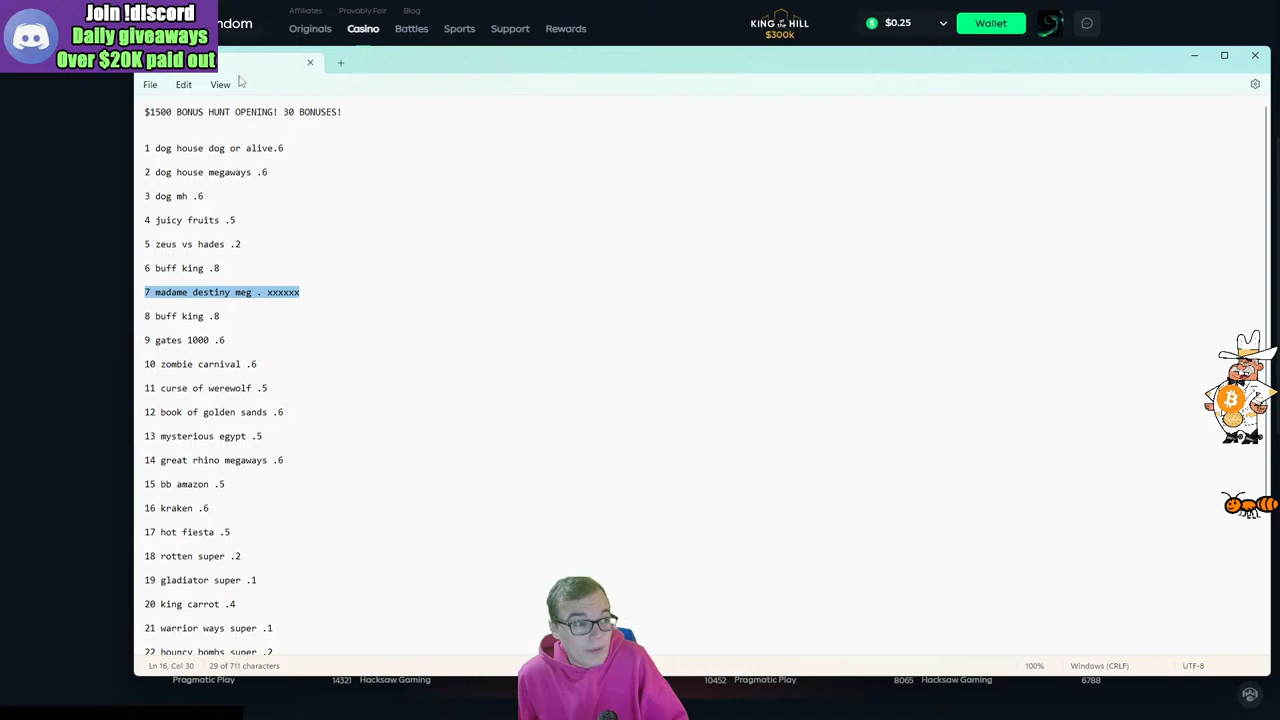 Join !discord
Daily giveaways
Over $20K paid out
ndom
Affiliates
Provably Fair
Blog
Originals
Casino
Battles
Sports
Support
Rewards
KING of the HILL
$300k
$0.25
Wallet
File
Edit
View
$1500 BONUS HUNT OPENING! 30 BONUSES!
1 dog house dog or alive.6
2 dog house megaways .6
3 dog mh .6
4 juicy fruits .5
5 zeus vs hades .2
6 buff king .8
7 madame destiny meg . xxxxxx
8 buff king .8
9 gates 1000 .6
10 zombie carnival .6
11 curse of werewolf .5
12 book of golden sands .6
13 mysterious egypt .5
14 great rhino megaways .6
15 bb amazon .5
16 kraken .6
17 hot fiesta .5
18 rotten super .2
19 gladiator super .1
20 king carrot .4
21 warrior ways super .1
22 bouncy bombs super .2
Ln 16, Col 30
29 of 711 characters
100%
Windows (CRLF)
UTF-8
Pragmatic Play
14321
Hacksaw Gaming
10452
Pragmatic Play
8065
Hacksaw Gaming
6788